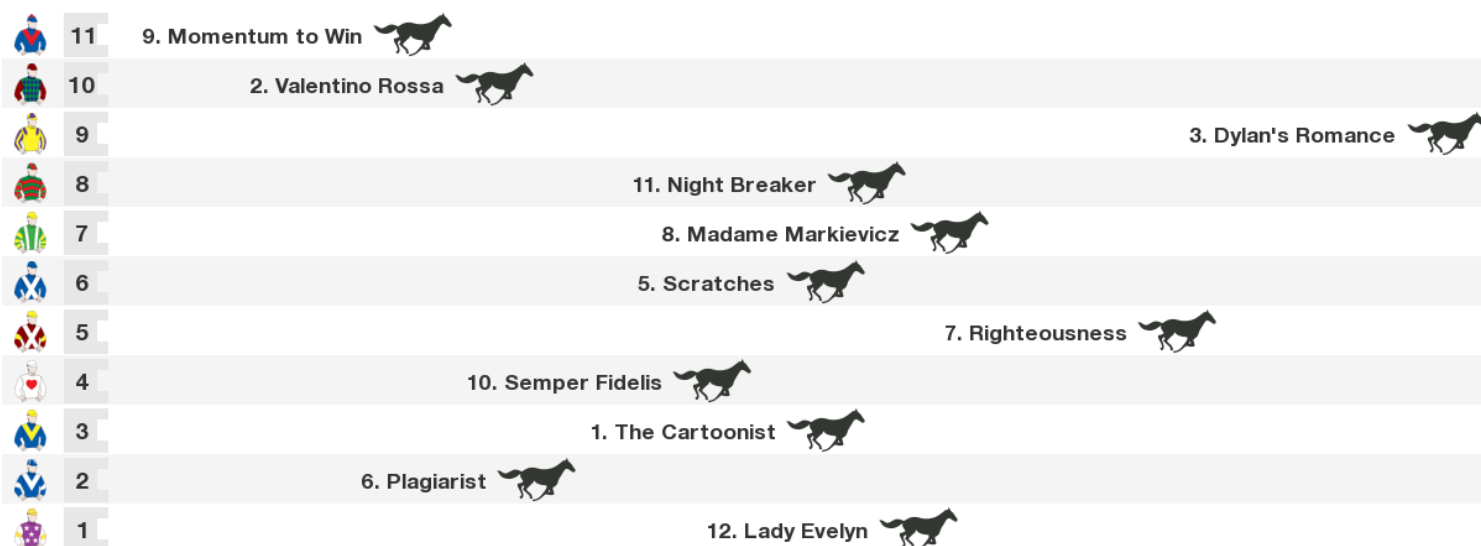 11 9. Momentum to Win
10 2. Valentino Rossa
9 3. Dylan's Romance
8 11. Night Breaker
7 8. Madame Markievicz
6 5. Scratches
5 7. Righteousness
4 10. Semper Fidelis
3 1. The Cartoonist
2 6. Plagiarist
1 12. Lady Evelyn